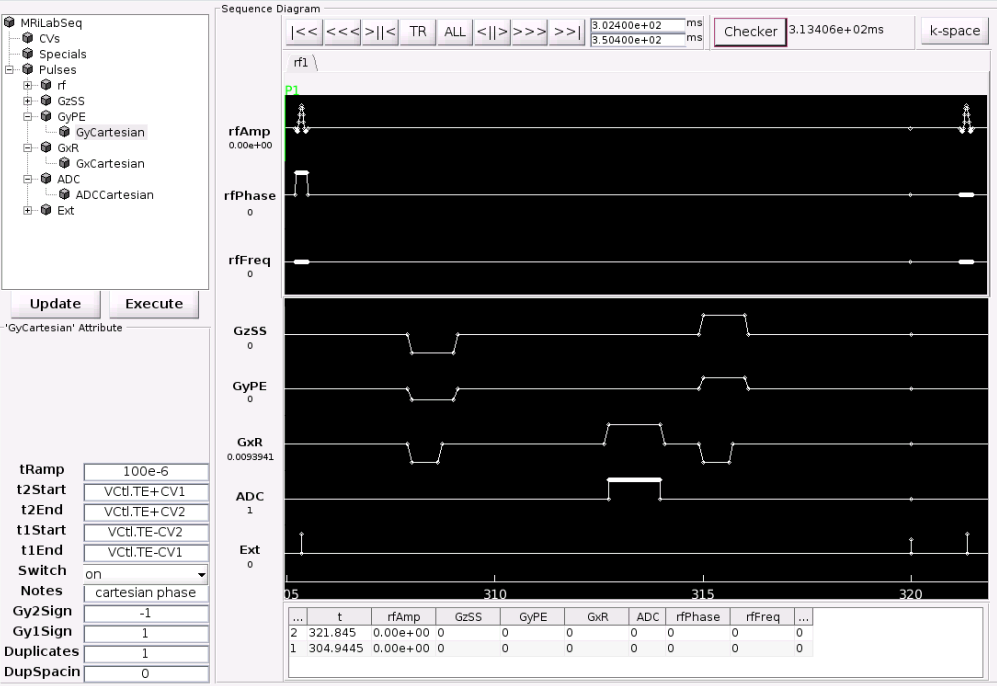 Sequence Diagram
MRiLabSeq
CVs
Specials
Pulses
rf
GzSS
GyPE
GyCartesian
GxR
GxCartesian
ADC
ADCCartesian
Ext
Update Execute
'GyCartesian' Attribute
tRamp 100e-6
t2Start VCtl.TE+CV1
t2End VCtl.TE+CV2
t1Start VCtl.TE-CV2
t1End VCtl.TE-CV1
Switch on
Notes cartesian phase
Gy2Sign -1
Gy1Sign 1
Duplicates 1
DupSpacin 0
|<< <<< >||< TR ALL <||> >>> >>| 3.02400e+02 ms
3.50400e+02 ms
Checker 3.13406e+02ms k-space
rf1
P1
rfAmp
0.00e+00
rfPhase
0
rfFreq
0
GzSS
0
GyPE
0
GxR
0.0093941
ADC
1
Ext
0
05 310 315 320
... t rfAmp GzSS GyPE GxR ADC rfPhase rfFreq ...
2 321.845 0.00e+00 0 0 0 0 0 0 0
1 304.9445 0.00e+00 0 0 0 0 0 0 0